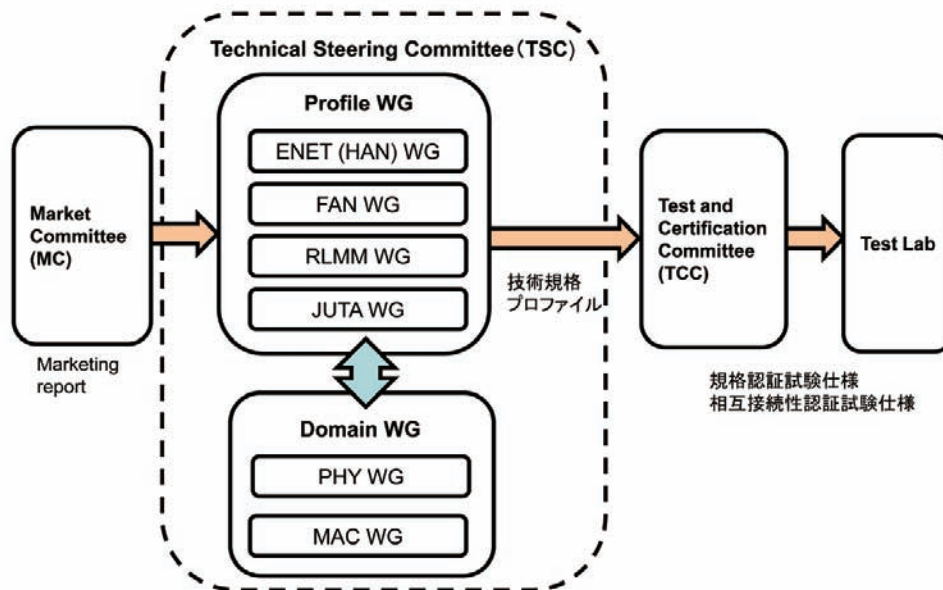 Technical Steering Committee(TSC)
Profile WG
ENET (HAN) WG
FAN WG
RLMM WG
JUTA WG
Market
Committee
(MC)
Marketing
report
技術規格
プロファイル
Test and
Certification
Committee
(TCC)
Test Lab
規格認証試験仕様
相互接続性認証試験仕様
Domain WG
PHY WG
MAC WG